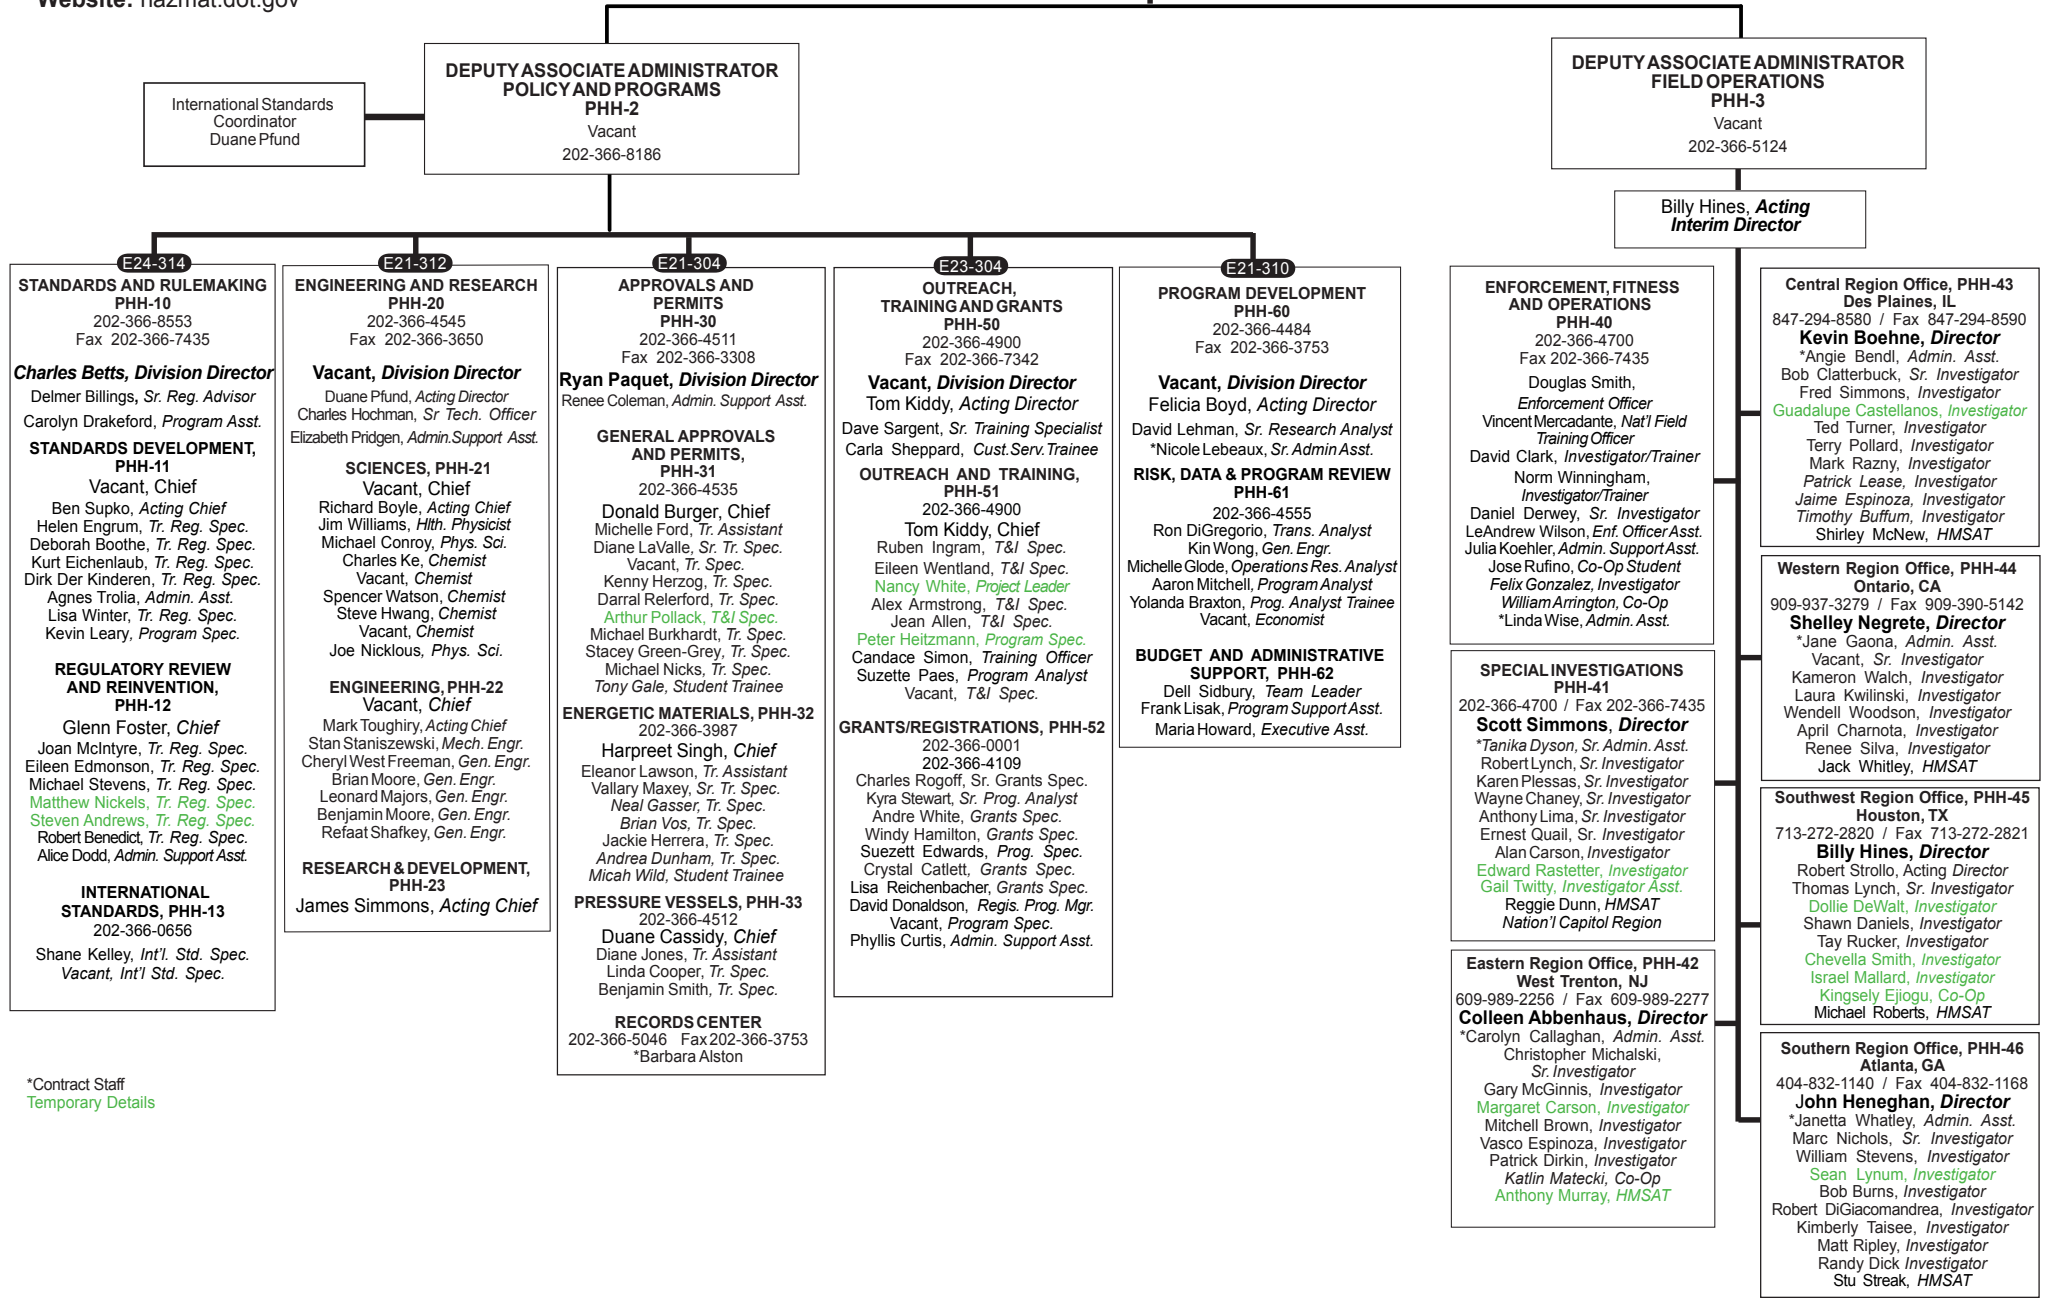 Website: hazmat.dot.gov
DEPUTY ASSOCIATE ADMINISTRATOR
POLICY AND PROGRAMS
PHH-2
Vacant
202-366-8186
International Standards
Coordinator
Duane Pfund
DEPUTY ASSOCIATE ADMINISTRATOR
FIELD OPERATIONS
PHH-3
Vacant
202-366-5124
Billy Hines, Acting
Interim Director
E24-314
STANDARDS AND RULEMAKING
PHH-10
202-366-8553
Fax 202-366-7435
Charles Betts, Division Director
Delmer Billings, Sr. Reg. Advisor
Carolyn Drakeford, Program Asst.
STANDARDS DEVELOPMENT,
PHH-11
Vacant, Chief
Ben Supko, Acting Chief
Helen Engrum, Tr. Reg. Spec.
Deborah Boothe, Tr. Reg. Spec.
Kurt Eichenlaub, Tr. Reg. Spec.
Dirk Der Kinderen, Tr. Reg. Spec.
Agnes Trolia, Admin. Asst.
Lisa Winter, Tr. Reg. Spec.
Kevin Leary, Program Spec.
REGULATORY REVIEW
AND REINVENTION,
PHH-12
Glenn Foster, Chief
Joan McIntyre, Tr. Reg. Spec.
Eileen Edmonson, Tr. Reg. Spec.
Michael Stevens, Tr. Reg. Spec.
Matthew Nickels, Tr. Reg. Spec.
Steven Andrews, Tr. Reg. Spec.
Robert Benedict, Tr. Reg. Spec.
Alice Dodd, Admin. Support Asst.
INTERNATIONAL
STANDARDS, PHH-13
202-366-0656
Shane Kelley, Int'l. Std. Spec.
Vacant, Int'l Std. Spec.
E21-312
ENGINEERING AND RESEARCH
PHH-20
202-366-4545
Fax 202-366-3650
Vacant, Division Director
Duane Pfund, Acting Director
Charles Hochman, Sr Tech. Officer
Elizabeth Pridgen, Admin.Support Asst.
SCIENCES, PHH-21
Vacant, Chief
Richard Boyle, Acting Chief
Jim Williams, Hlth. Physicist
Michael Conroy, Phys. Sci.
Charles Ke, Chemist
Vacant, Chemist
Spencer Watson, Chemist
Steve Hwang, Chemist
Vacant, Chemist
Joe Nicklous, Phys. Sci.
ENGINEERING, PHH-22
Vacant, Chief
Mark Toughiry, Acting Chief
Stan Staniszewski, Mech. Engr.
Cheryl West Freeman, Gen. Engr.
Brian Moore, Gen. Engr.
Leonard Majors, Gen. Engr.
Benjamin Moore, Gen. Engr.
Refaat Shafkey, Gen. Engr.
RESEARCH & DEVELOPMENT,
PHH-23
James Simmons, Acting Chief
E21-304
APPROVALS AND
PERMITS
PHH-30
202-366-4511
Fax 202-366-3308
Ryan Paquet, Division Director
Renee Coleman, Admin. Support Asst.
GENERAL APPROVALS
AND PERMITS,
PHH-31
202-366-4535
Donald Burger, Chief
Michelle Ford, Tr. Assistant
Diane LaValle, Sr. Tr. Spec.
Vacant, Tr. Spec.
Kenny Herzog, Tr. Spec.
Darral Relerford, Tr. Spec.
Arthur Pollack, T&I Spec.
Michael Burkhardt, Tr. Spec.
Stacey Green-Grey, Tr. Spec.
Michael Nicks, Tr. Spec.
Tony Gale, Student Trainee
ENERGETIC MATERIALS, PHH-32
202-366-3987
Harpreet Singh, Chief
Eleanor Lawson, Tr. Assistant
Vallary Maxey, Sr. Tr. Spec.
Neal Gasser, Tr. Spec.
Brian Vos, Tr. Spec.
Jackie Herrera, Tr. Spec.
Andrea Dunham, Tr. Spec.
Micah Wild, Student Trainee
PRESSURE VESSELS, PHH-33
202-366-4512
Duane Cassidy, Chief
Diane Jones, Tr. Assistant
Linda Cooper, Tr. Spec.
Benjamin Smith, Tr. Spec.
RECORDS CENTER
202-366-5046 Fax 202-366-3753
*Barbara Alston
E23-304
OUTREACH,
TRAINING AND GRANTS
PHH-50
202-366-4900
Fax 202-366-7342
Vacant, Division Director
Tom Kiddy, Acting Director
Dave Sargent, Sr. Training Specialist
Carla Sheppard, Cust.Serv.Trainee
OUTREACH AND TRAINING,
PHH-51
202-366-4900
Tom Kiddy, Chief
Ruben Ingram, T&I Spec.
Eileen Wentland, T&I Spec.
Nancy White, Project Leader
Alex Armstrong, T&I Spec.
Jean Allen, T&I Spec.
Peter Heitzmann, Program Spec.
Candace Simon, Training Officer
Suzette Paes, Program Analyst
Vacant, T&I Spec.
GRANTS/REGISTRATIONS, PHH-52
202-366-0001
202-366-4109
Charles Rogoff, Sr. Grants Spec.
Kyra Stewart, Sr. Prog. Analyst
Andre White, Grants Spec.
Windy Hamilton, Grants Spec.
Suezett Edwards, Prog. Spec.
Crystal Catlett, Grants Spec.
Lisa Reichenbacher, Grants Spec.
David Donaldson, Regis. Prog. Mgr.
Vacant, Program Spec.
Phyllis Curtis, Admin. Support Asst.
E21-310
PROGRAM DEVELOPMENT
PHH-60
202-366-4484
Fax 202-366-3753
Vacant, Division Director
Felicia Boyd, Acting Director
David Lehman, Sr. Research Analyst
*Nicole Lebeaux, Sr. Admin Asst.
RISK, DATA & PROGRAM REVIEW
PHH-61
202-366-4555
Ron DiGregorio, Trans. Analyst
Kin Wong, Gen. Engr.
Michelle Glode, Operations Res. Analyst
Aaron Mitchell, Program Analyst
Yolanda Braxton, Prog. Analyst Trainee
Vacant, Economist
BUDGET AND ADMINISTRATIVE
SUPPORT, PHH-62
Dell Sidbury, Team Leader
Frank Lisak, Program Support Asst.
Maria Howard, Executive Asst.
ENFORCEMENT, FITNESS
AND OPERATIONS
PHH-40
202-366-4700
Fax 202-366-7435
Douglas Smith,
Enforcement Officer
Vincent Mercadante, Nat'l Field
Training Officer
David Clark, Investigator/Trainer
Norm Winningham,
Investigator/Trainer
Daniel Derwey, Sr. Investigator
LeAndrew Wilson, Enf. Officer Asst.
Julia Koehler, Admin. Support Asst.
Jose Rufino, Co-Op Student
Felix Gonzalez, Investigator
William Arrington, Co-Op
*Linda Wise, Admin. Asst.
SPECIAL INVESTIGATIONS
PHH-41
202-366-4700 / Fax 202-366-7435
Scott Simmons, Director
*Tanika Dyson, Sr. Admin. Asst.
Robert Lynch, Sr. Investigator
Karen Plessas, Sr. Investigator
Wayne Chaney, Sr. Investigator
Anthony Lima, Sr. Investigator
Ernest Quail, Sr. Investigator
Alan Carson, Investigator
Edward Rastetter, Investigator
Gail Twitty, Investigator Asst.
Reggie Dunn, HMSAT
Nation'l Capitol Region
Eastern Region Office, PHH-42
West Trenton, NJ
609-989-2256 / Fax 609-989-2277
Colleen Abbenhaus, Director
*Carolyn Callaghan, Admin. Asst.
Christopher Michalski,
Sr. Investigator
Gary McGinnis, Investigator
Margaret Carson, Investigator
Mitchell Brown, Investigator
Vasco Espinoza, Investigator
Patrick Dirkin, Investigator
Katlin Matecki, Co-Op
Anthony Murray, HMSAT
Central Region Office, PHH-43
Des Plaines, IL
847-294-8580 / Fax 847-294-8590
Kevin Boehne, Director
*Angie Bendl, Admin. Asst.
Bob Clatterbuck, Sr. Investigator
Fred Simmons, Investigator
Guadalupe Castellanos, Investigator
Ted Turner, Investigator
Terry Pollard, Investigator
Mark Razny, Investigator
Patrick Lease, Investigator
Jaime Espinoza, Investigator
Timothy Buffum, Investigator
Shirley McNew, HMSAT
Western Region Office, PHH-44
Ontario, CA
909-937-3279 / Fax 909-390-5142
Shelley Negrete, Director
*Jane Gaona, Admin. Asst.
Vacant, Sr. Investigator
Kameron Walch, Investigator
Laura Kwilinski, Investigator
Wendell Woodson, Investigator
April Charnota, Investigator
Renee Silva, Investigator
Jack Whitley, HMSAT
Southwest Region Office, PHH-45
Houston, TX
713-272-2820 / Fax 713-272-2821
Billy Hines, Director
Robert Strollo, Acting Director
Thomas Lynch, Sr. Investigator
Dollie DeWalt, Investigator
Shawn Daniels, Investigator
Tay Rucker, Investigator
Chevella Smith, Investigator
Israel Mallard, Investigator
Kingsely Ejiogu, Co-Op
Michael Roberts, HMSAT
Southern Region Office, PHH-46
Atlanta, GA
404-832-1140 / Fax 404-832-1168
John Heneghan, Director
*Janetta Whatley, Admin. Asst.
Marc Nichols, Sr. Investigator
William Stevens, Investigator
Sean Lynum, Investigator
Bob Burns, Investigator
Robert DiGiacomandrea, Investigator
Kimberly Taisee, Investigator
Matt Ripley, Investigator
Randy Dick Investigator
Stu Streak, HMSAT
*Contract Staff
Temporary Details